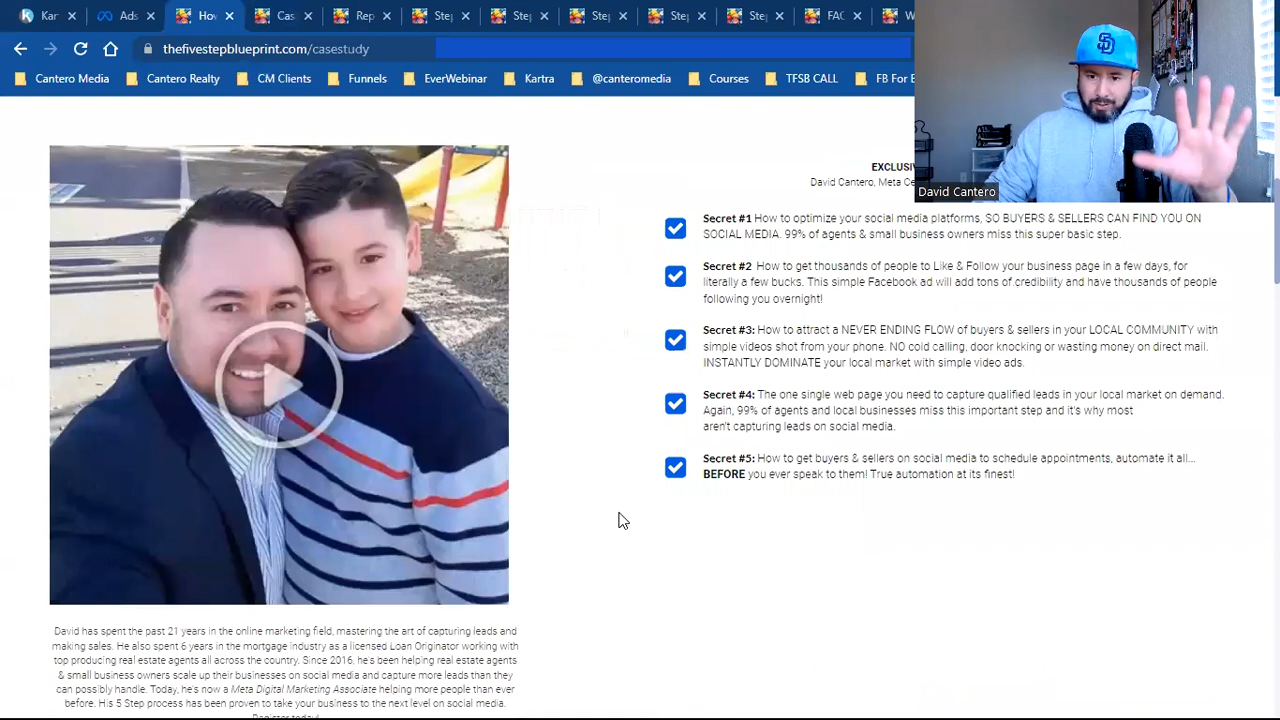 Kar
Ads
How
Cas
Rep
Step
Step
Step
Step
Step
FAC
W
thefivestepblueprint.com/casestudy
Cantero Media
Cantero Realty
CM Clients
Funnels
EverWebinar
Kartra
@canteromedia
Courses
TFSB CALL
FB For
David Cantero
EXCLUSIV
David Cantero, Meta Ce
Secret #1 How to optimize your social media platforms, SO BUYERS & SELLERS CAN FIND YOU ON
SOCIAL MEDIA. 99% of agents & small business owners miss this super basic step.
Secret #2 How to get thousands of people to Like & Follow your business page in a few days, for
literally a few bucks. This simple Facebook ad will add tons of credibility and have thousands of people
following you overnight!
Secret #3: How to attract a NEVER ENDING FLOW of buyers & sellers in your LOCAL COMMUNITY with
simple videos shot from your phone. NO cold calling, door knocking or wasting money on direct mail.
INSTANTLY DOMINATE your local market with simple video ads.
Secret #4: The one single web page you need to capture qualified leads in your local market on demand.
Again, 99% of agents and local businesses miss this important step and it's why most
aren't capturing leads on social media.
Secret #5: How to get buyers & sellers on social media to schedule appointments, automate it all...
BEFORE you ever speak to them! True automation at its finest!
David has spent the past 21 years in the online marketing field, mastering the art of capturing leads and
making sales. He also spent 6 years in the mortgage industry as a licensed Loan Originator working with
top producing real estate agents all across the country. Since 2016, he's been helping real estate agents
& small business owners scale up their businesses on social media and capture more leads than they
can possibly handle. Today, he's now a Meta Digital Marketing Associate helping more people than ever
before. His 5 Step process has been proven to take your business to the next level on social media.
Register today!